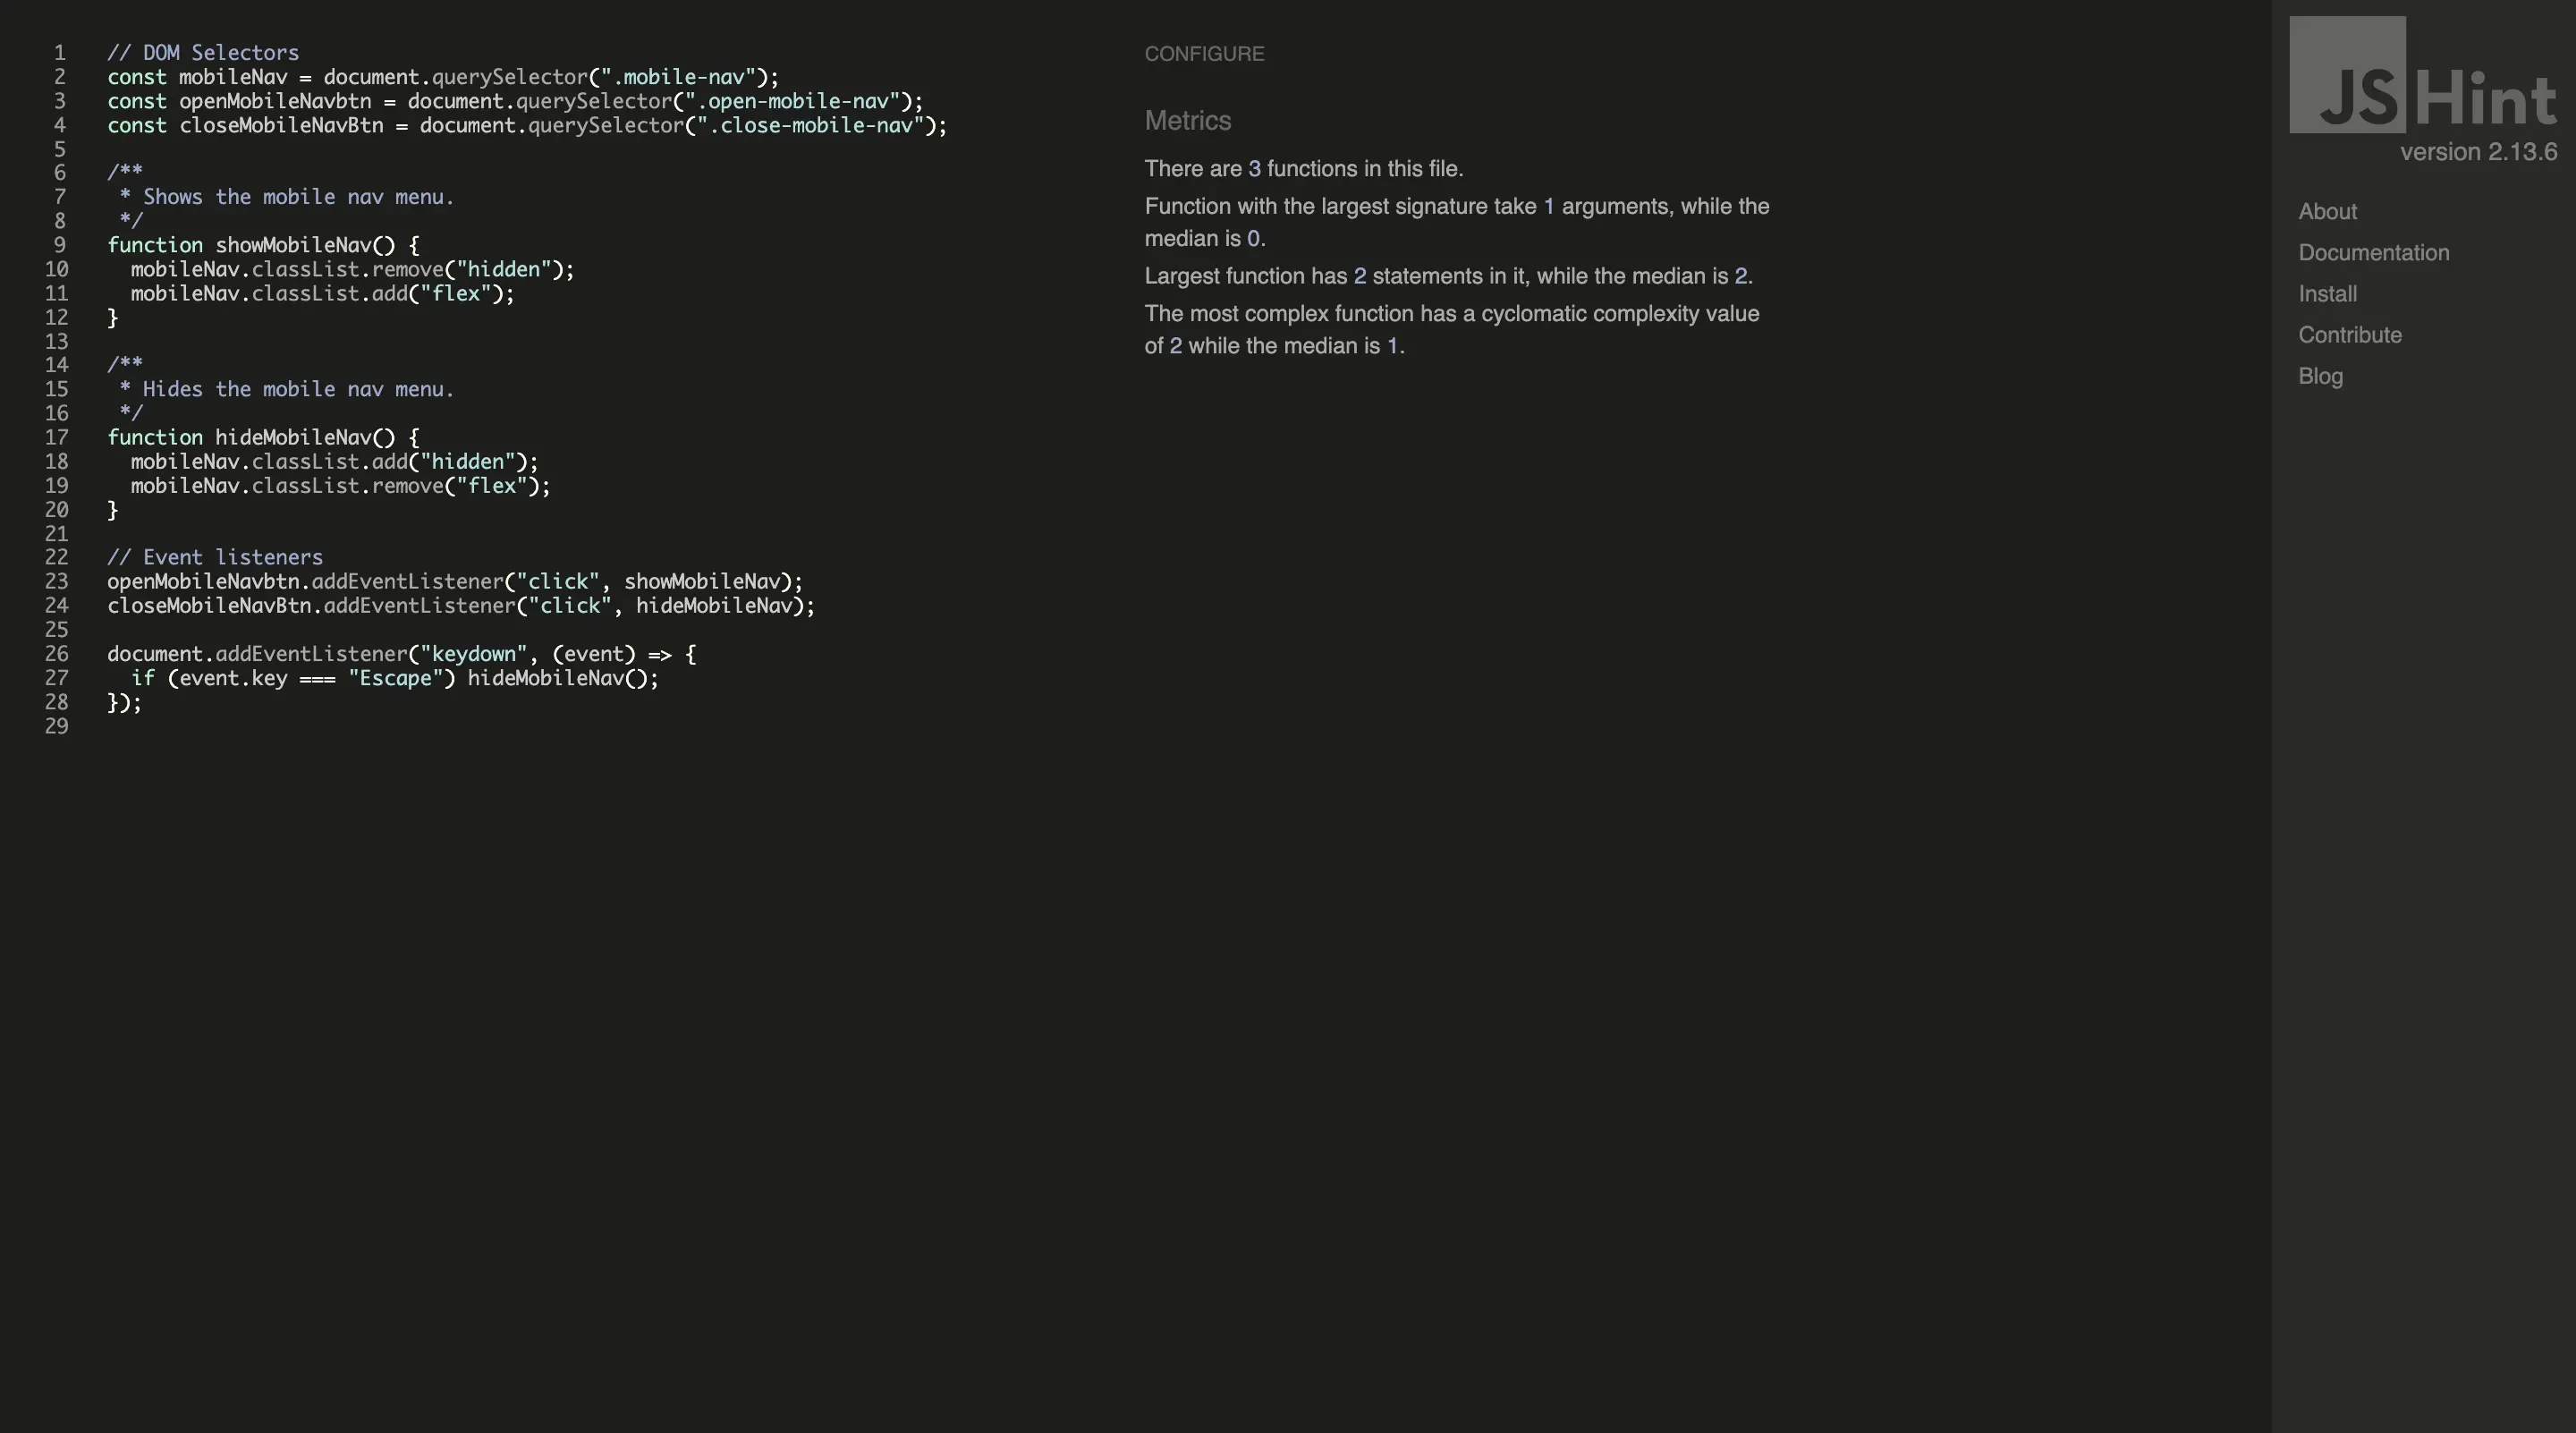 1 // DOM Selectors
2 const mobileNav = document.querySelector(".mobile-nav");
3 const openMobileNavbtn = document.querySelector(".open-mobile-nav");
4 const closeMobileNavBtn = document.querySelector(".close-mobile-nav");
5
6 /**
7  * Shows the mobile nav menu.
8  */
9 function showMobileNav() {
10   mobileNav.classList.remove("hidden");
11   mobileNav.classList.add("flex");
12 }
13
14 /**
15  * Hides the mobile nav menu.
16  */
17 function hideMobileNav() {
18   mobileNav.classList.add("hidden");
19   mobileNav.classList.remove("flex");
20 }
21
22 // Event listeners
23 openMobileNavbtn.addEventListener("click", showMobileNav);
24 closeMobileNavBtn.addEventListener("click", hideMobileNav);
25
26 document.addEventListener("keydown", (event) => {
27   if (event.key === "Escape") hideMobileNav();
28 });
29
CONFIGURE
Metrics
There are 3 functions in this file.
Function with the largest signature take 1 arguments, while the
median is 0.
Largest function has 2 statements in it, while the median is 2.
The most complex function has a cyclomatic complexity value
of 2 while the median is 1.
JSHint
version 2.13.6
About
Documentation
Install
Contribute
Blog